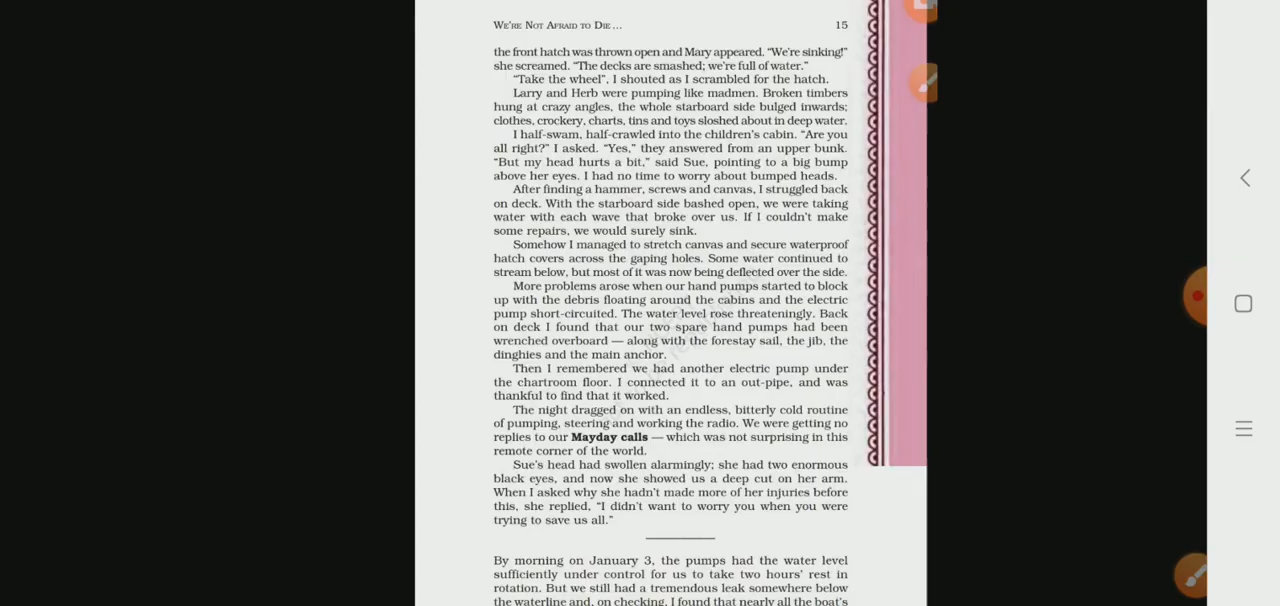 WE'RE NOT AFRAID TO DIE... 15
the front hatch was thrown open and Mary appeared. “We're sinking!”
she screamed. “The decks are smashed; we're full of water.”
“Take the wheel”, I shouted as I scrambled for the hatch.
Larry and Herb were pumping like madmen. Broken timbers
hung at crazy angles, the whole starboard side bulged inwards;
clothes, crockery, charts, tins and toys sloshed about in deep water.
I half-swam, half-crawled into the children's cabin. “Are you
all right?” I asked. “Yes,” they answered from an upper bunk.
“But my head hurts a bit,” said Sue, pointing to a big bump
above her eyes. I had no time to worry about bumped heads.
After finding a hammer, screws and canvas, I struggled back
on deck. With the starboard side bashed open, we were taking
water with each wave that broke over us. If I couldn't make
some repairs, we would surely sink.
Somehow I managed to stretch canvas and secure waterproof
hatch covers across the gaping holes. Some water continued to
stream below, but most of it was now being deflected over the side.
More problems arose when our hand pumps started to block
up with the debris floating around the cabins and the electric
pump short-circuited. The water level rose threateningly. Back
on deck I found that our two spare hand pumps had been
wrenched overboard — along with the forestay sail, the jib, the
dinghies and the main anchor.
Then I remembered we had another electric pump under
the chartroom floor. I connected it to an out-pipe, and was
thankful to find that it worked.
The night dragged on with an endless, bitterly cold routine
of pumping, steering and working the radio. We were getting no
replies to our Mayday calls — which was not surprising in this
remote corner of the world.
Sue's head had swollen alarmingly; she had two enormous
black eyes, and now she showed us a deep cut on her arm.
When I asked why she hadn't made more of her injuries before
this, she replied, “I didn't want to worry you when you were
trying to save us all.”
By morning on January 3, the pumps had the water level
sufficiently under control for us to take two hours' rest in
rotation. But we still had a tremendous leak somewhere below
the waterline and, on checking, I found that nearly all the boat's